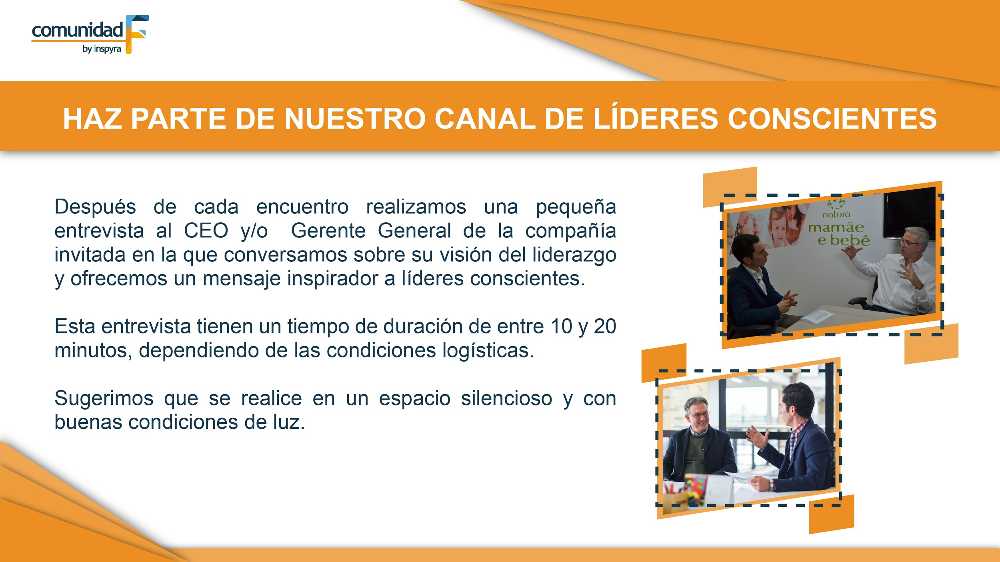 comunidad
by inspyra
HAZ PARTE DE NUESTRO CANAL DE LÍDERES CONSCIENTES
Después de cada encuentro realizamos una pequeña
entrevista al CEO y/o Gerente General de la compañía
invitada en la que conversamos sobre su visión del liderazgo
y ofrecemos un mensaje inspirador a líderes conscientes.
Esta entrevista tienen un tiempo de duración de entre 10 y 20
minutos, dependiendo de las condiciones logísticas.
Sugerimos que se realice en un espacio silencioso y con
buenas condiciones de luz.
natura
mamãe
e bebê